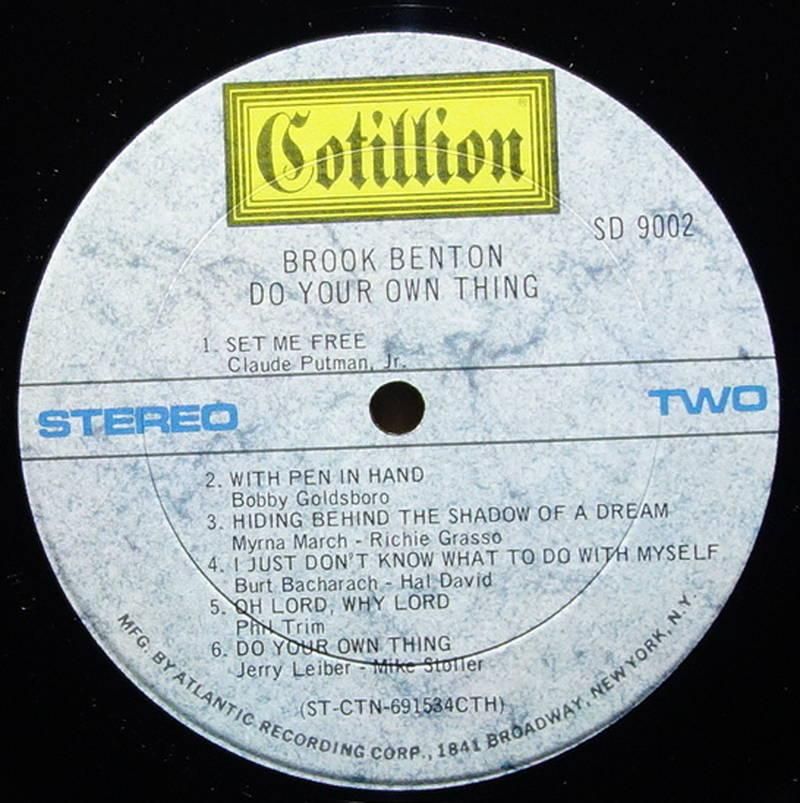 Cotillion ®
SD 9002
BROOK BENTON
DO YOUR OWN THING
1. SET ME FREE
Claude Putman, Jr.
STEREO
TWO
2. WITH PEN IN HAND
Bobby Goldsboro
3. HIDING BEHIND THE SHADOW OF A DREAM
Myrna March - Richie Grasso
4. I JUST DON'T KNOW WHAT TO DO WITH MYSELF
Burt Bacharach - Hal David
5. OH LORD, WHY LORD
Phil Trim
6. DO YOUR OWN THING
Jerry Leiber - Mike Stoller
(ST-CTN-691534CTH)
MFG. BY ATLANTIC RECORDING CORP., 1841 BROADWAY, NEW YORK, N.Y.